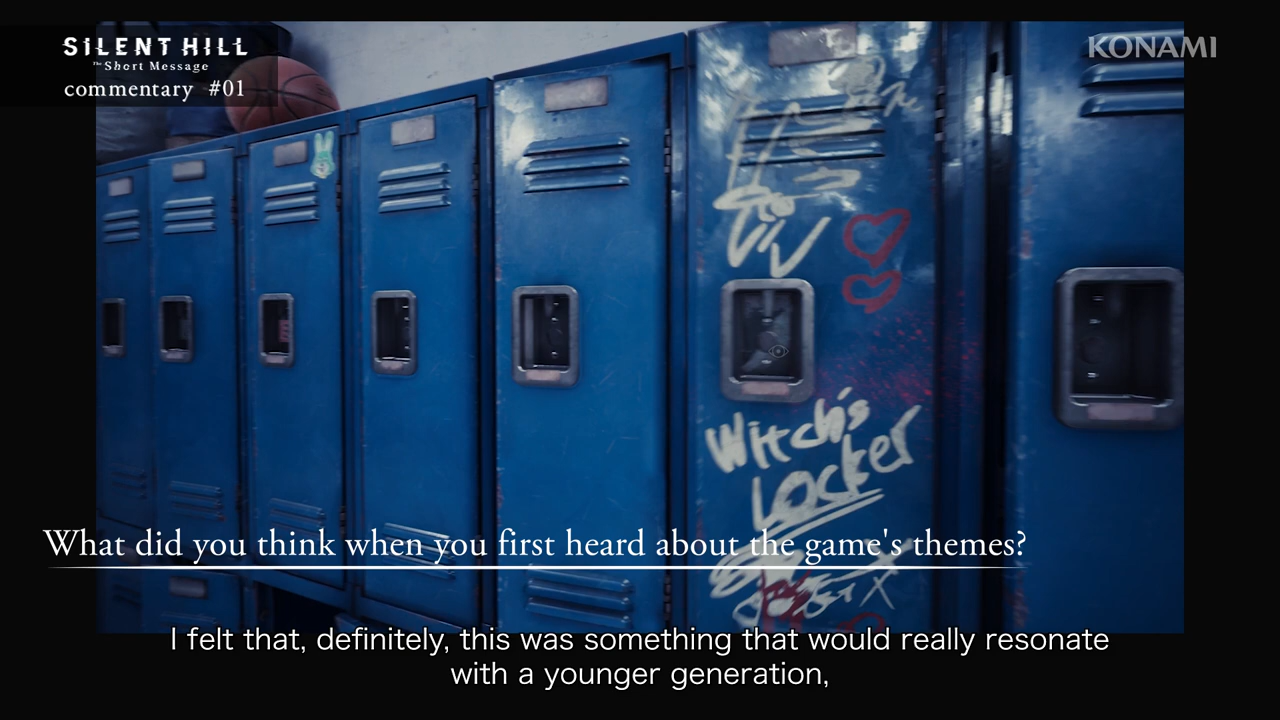 SILENT HILL
The Short Message
commentary #01
KONAMI
Witch's
Locker
What did you think when you first heard about the game's themes?
I felt that, definitely, this was something that would really resonate
with a younger generation,